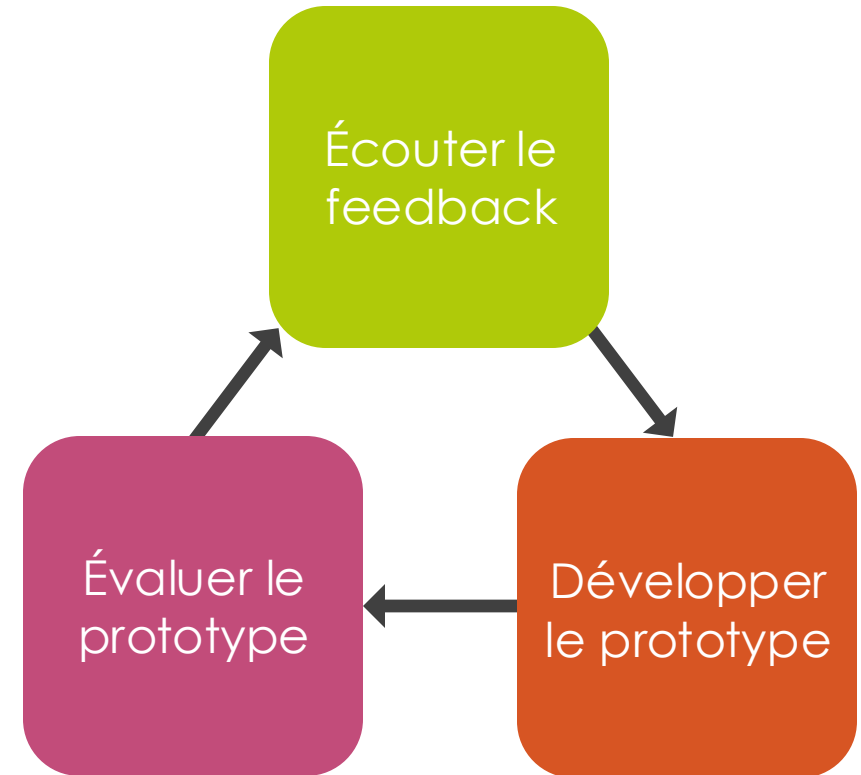 Écouter le
feedback
Évaluer le
prototype
Développer
le prototype